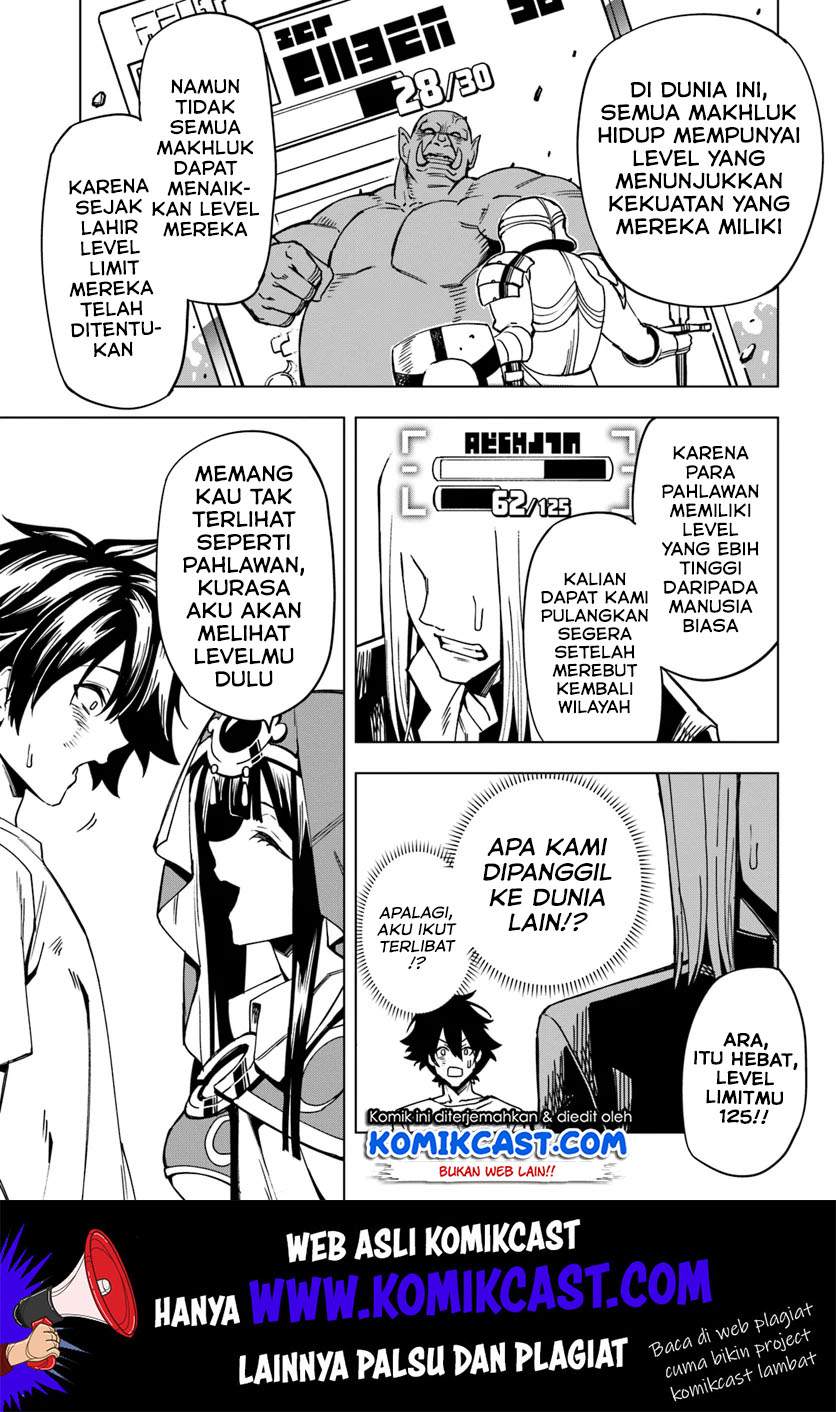 DI DUNIA INI,
SEMUA MAKHLUK
HIDUP MEMPUNYAI
LEVEL YANG
MENUNJUKKAN
KEKUATAN YANG
MEREKA MILIKI
28/30
NAMUN
TIDAK
SEMUA
MAKHLUK
DAPAT
MENAIK-
KAN LEVEL
MEREKA
KARENA
SEJAK
LAHIR
LEVEL
LIMIT
MEREKA
TELAH
DITENTU-
KAN
KARENA
PARA
PAHLAWAN
MEMILIKI
LEVEL
YANG EBIH
TINGGI
DARIPADA
MANUSIA
BIASA
62/125
KALIAN
DAPAT KAMI
PULANGKAN
SEGERA
SETELAH
MEREBUT
KEMBALI
WILAYAH
ARA,
ITU HEBAT,
LEVEL
LIMITMU
125!!
APA KAMI
DIPANGGIL
KE DUNIA
LAIN!?
APALAGI,
AKU IKUT
TERLIBAT
!?
MEMANG
KAU TAK
TERLIHAT
SEPERTI
PAHLAWAN,
KURASA
AKU AKAN
MELIHAT
LEVELMU
DULU
Komik ini diterjemahkan & diedit oleh
KOMIKCAST.COM
BUKAN WEB LAIN!!
WEB ASLI KOMIKCAST
HANYA WWW.KOMIKCAST.COM
LAINNYA PALSU DAN PLAGIAT
Baca di web plagiat
cuma bikin project
komikcast lambat